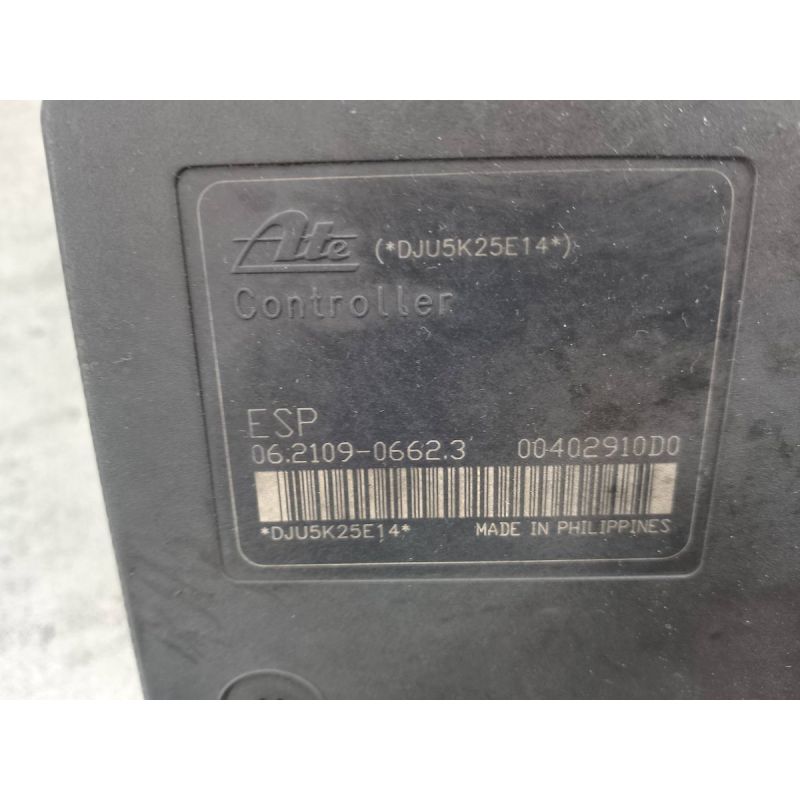 Ate (*DJU5K25E14*)
Controller
ESP
06.2109-0662.3 00402910D0
*DJU5K25E14* MADE IN PHILIPPINES